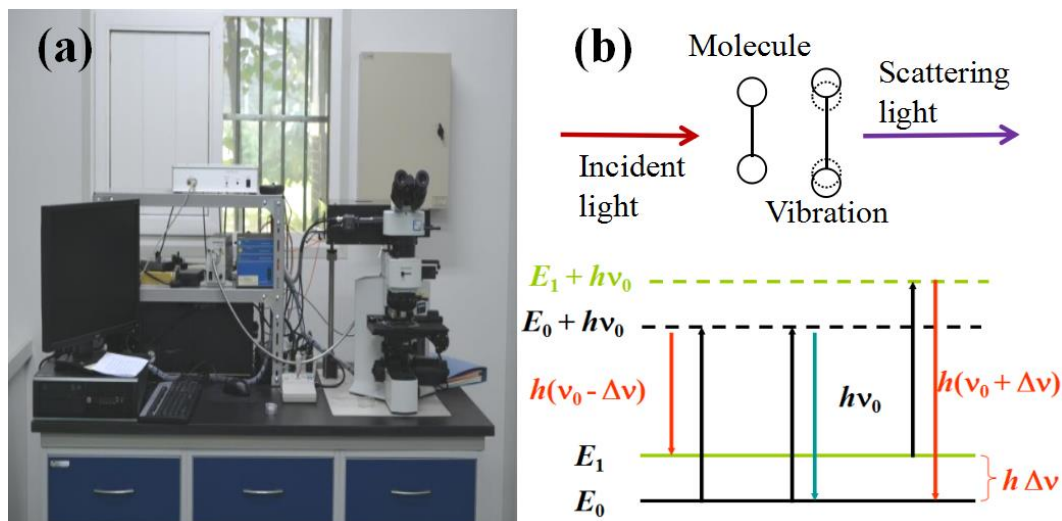 (a)
(b)
Molecule
Scattering
light
Incident
light
Vibration
E₁ + hν₀
E₀ + hν₀
h(ν₀ - Δν)
hν₀
h(ν₀ + Δν)
E₁
h Δν
E₀